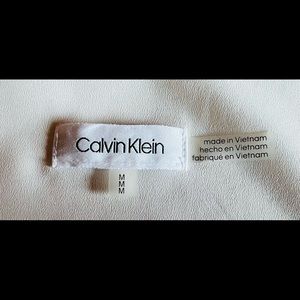 Calvin Klein
made in Vietnam
hecho en Vietnam
fabriqué en Vietnam
M
M
M